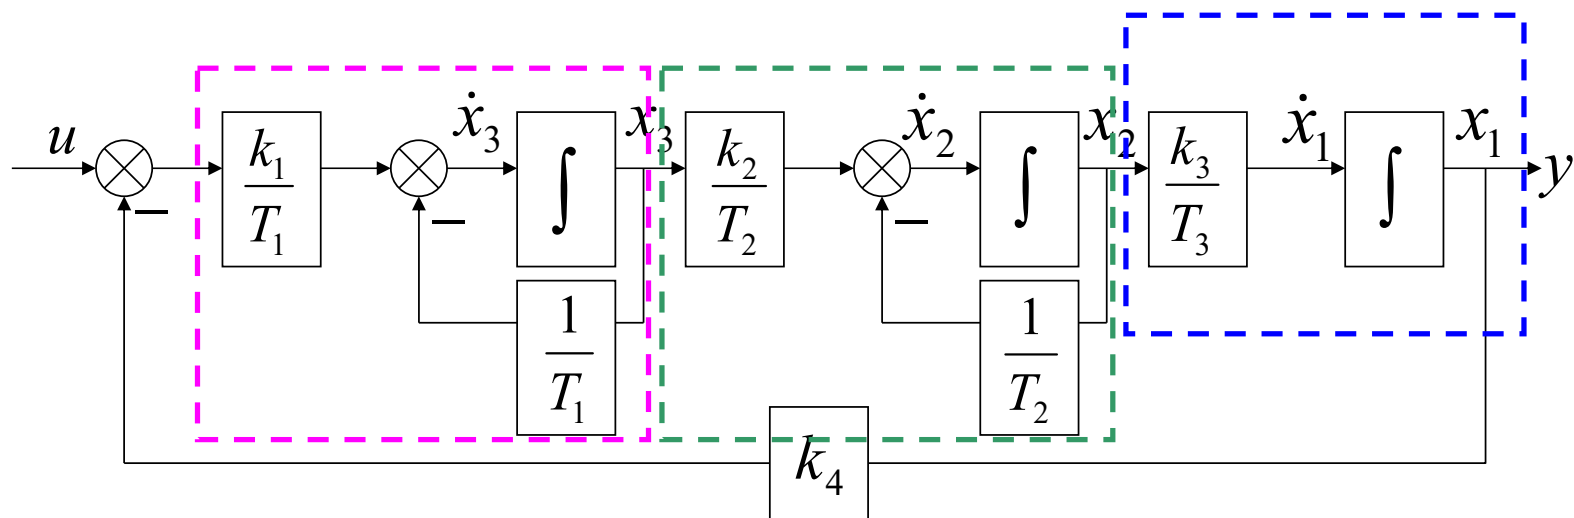 u
−
k₁/T₁
−
ẋ₃
∫
x₃
1/T₁
k₂/T₂
−
ẋ₂
∫
x₂
1/T₂
k₃/T₃
ẋ₁
∫
x₁
y
k₄